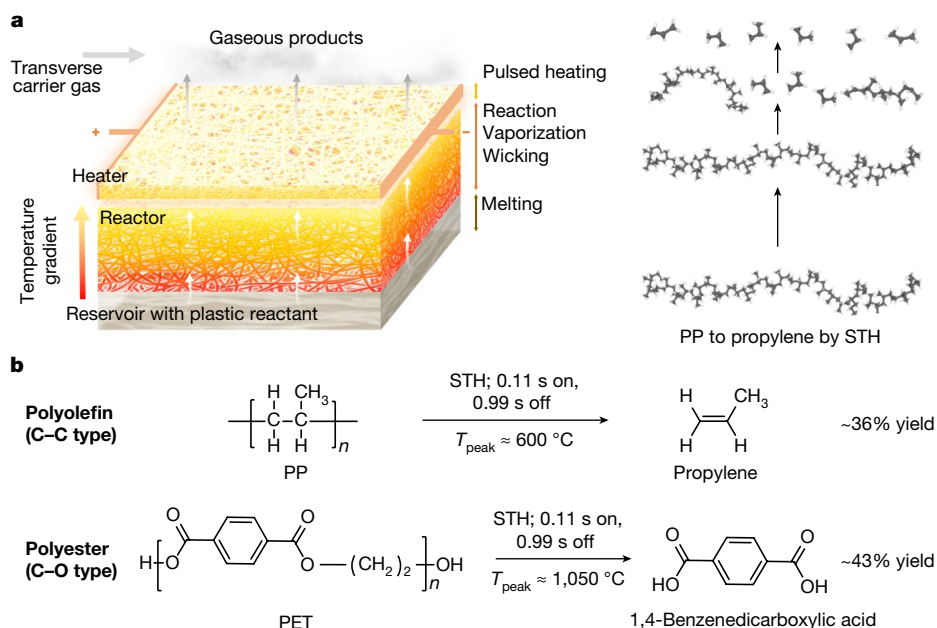 a
Gaseous products
Transverse
carrier gas
Pulsed heating
Reaction
Vaporization
Wicking
+
–
Heater
Melting
Reactor
Temperature
gradient
Reservoir with plastic reactant
PP to propylene by STH
b
Polyolefin
(C–C type)
H CH3
C C
H H
n
PP
STH; 0.11 s on,
0.99 s off
Tpeak ≈ 600 °C
H CH3
H H
Propylene
~36% yield
Polyester
(C–O type)
O O
H O O (CH2)2 OH
n
PET
STH; 0.11 s on,
0.99 s off
Tpeak ≈ 1,050 °C
O O
HO OH
1,4-Benzenedicarboxylic acid
~43% yield